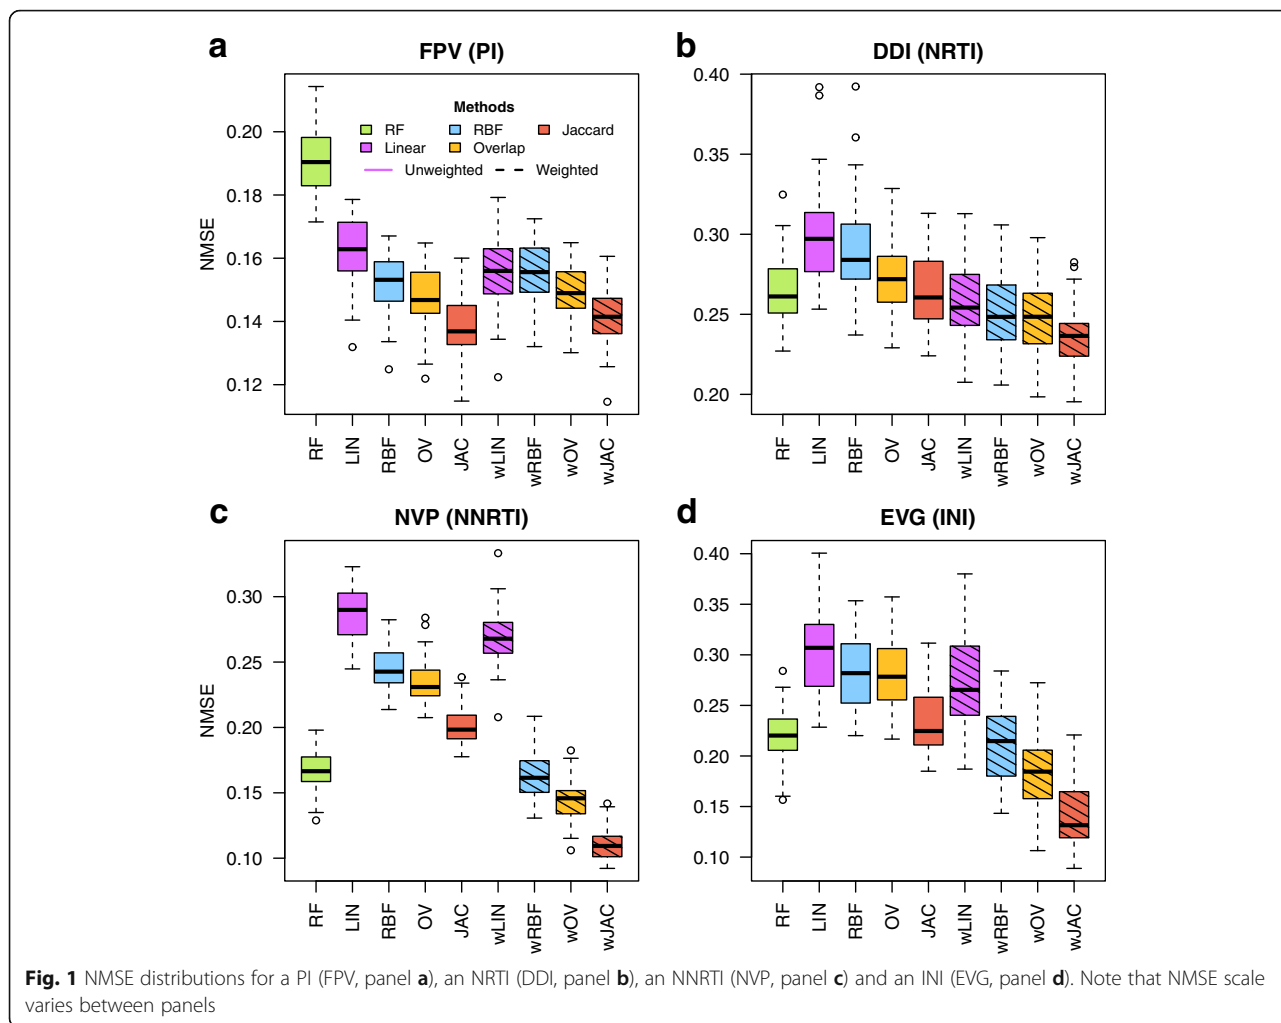 a
FPV (PI)
NMSE
0.20
0.18
0.16
0.14
0.12
Methods
RF
RBF
Jaccard
Linear
Overlap
Unweighted
Weighted
RF
LIN
RBF
OV
JAC
wLIN
wRBF
wOV
wJAC
b
DDI (NRTI)
0.40
0.35
0.30
0.25
0.20
RF
LIN
RBF
OV
JAC
wLIN
wRBF
wOV
wJAC
c
NVP (NNRTI)
NMSE
0.30
0.25
0.20
0.15
0.10
RF
LIN
RBF
OV
JAC
wLIN
wRBF
wOV
wJAC
d
EVG (INI)
0.40
0.35
0.30
0.25
0.20
0.15
0.10
RF
LIN
RBF
OV
JAC
wLIN
wRBF
wOV
wJAC
Fig. 1 NMSE distributions for a PI (FPV, panel a), an NRTI (DDI, panel b), an NNRTI (NVP, panel c) and an INI (EVG, panel d). Note that NMSE scale
varies between panels